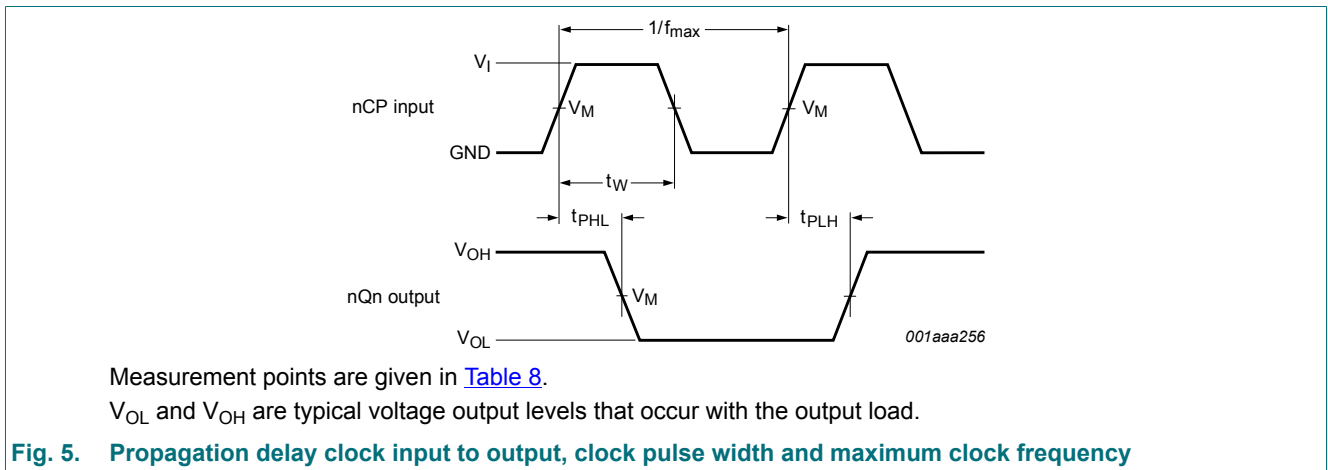 1/fmax
VI
nCP input
VM
VM
GND
tW
tPHL
tPLH
VOH
nQn output
VM
VOL
001aaa256
Measurement points are given in Table 8.
VOL and VOH are typical voltage output levels that occur with the output load.
Fig. 5. Propagation delay clock input to output, clock pulse width and maximum clock frequency